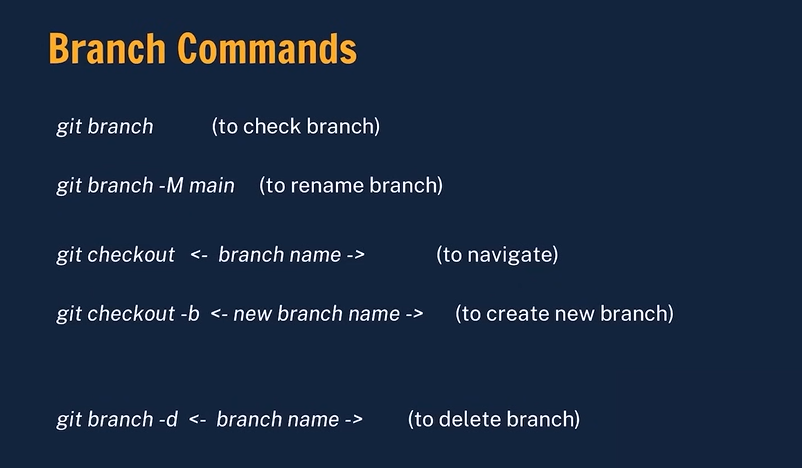 Branch Commands
git branch (to check branch)
git branch -M main (to rename branch)
git checkout <- branch name -> (to navigate)
git checkout -b <- new branch name -> (to create new branch)
git branch -d <- branch name -> (to delete branch)